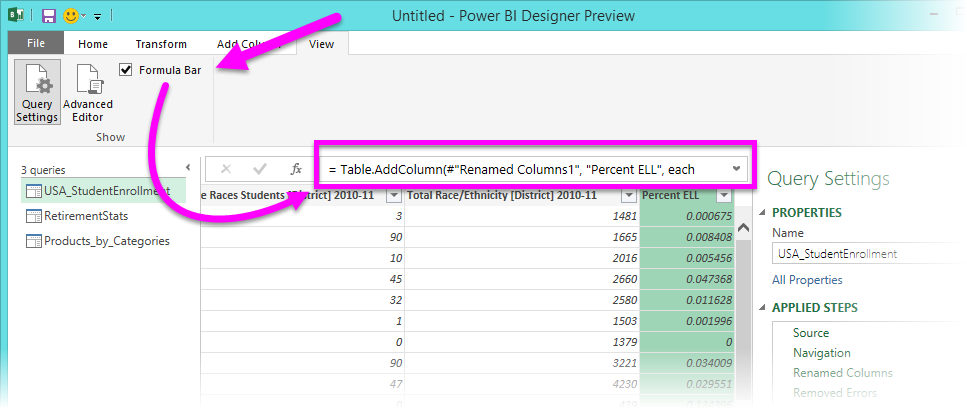 Untitled - Power BI Designer Preview
File Home Transform Add Column View
Formula Bar
Query Settings
Advanced Editor
Show
3 queries
USA_StudentEnrollment
RetirementStats
Products_by_Categories
fx = Table.AddColumn(#"Renamed Columns1", "Percent ELL", each
e Races Students [District] 2010-11 Total Race/Ethnicity [District] 2010-11 Percent ELL
3 1481 0.000675
90 1665 0.008408
10 2016 0.005456
45 2660 0.047368
32 2580 0.011628
1 1503 0.001996
0 1379 0
90 3221 0.034009
47 4230 0.029551
Query Settings
PROPERTIES
Name
USA_StudentEnrollment
All Properties
APPLIED STEPS
Source
Navigation
Renamed Columns
Removed Errors